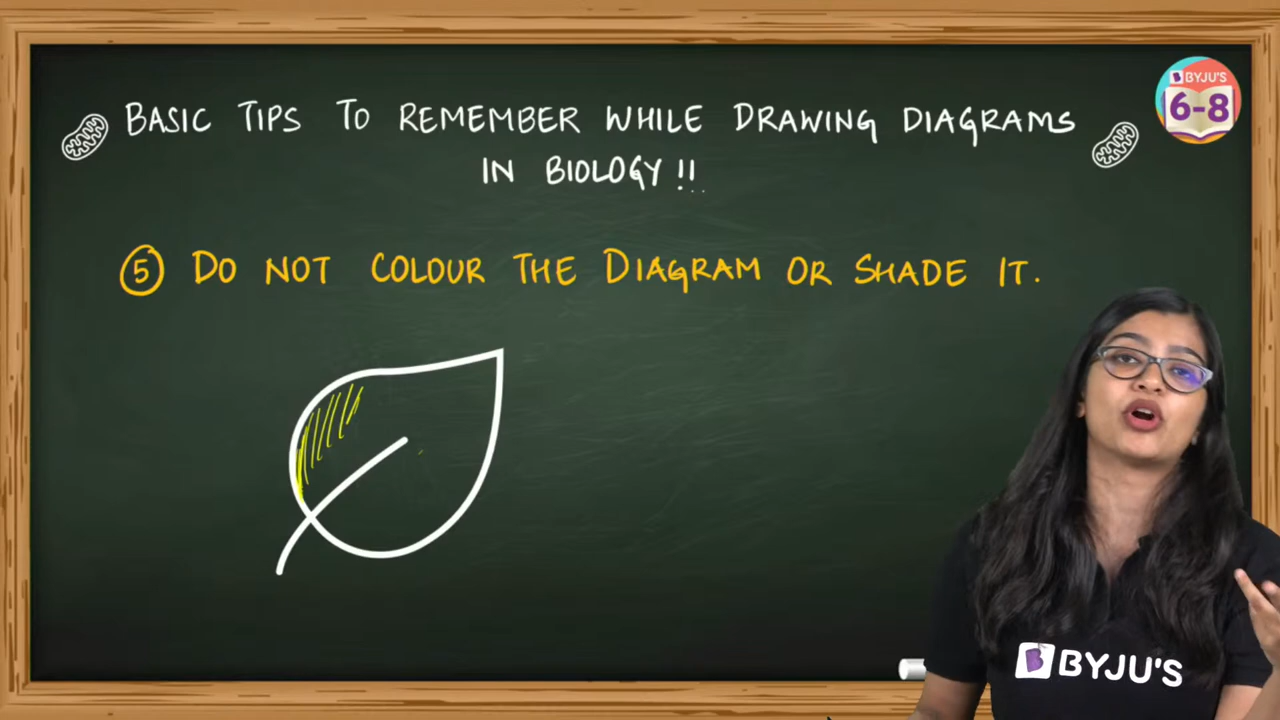 BASIC TIPS TO REMEMBER WHILE DRAWING DIAGRAMS
IN BIOLOGY !!
BYJU'S
6-8
5 DO NOT COLOUR THE DIAGRAM OR SHADE IT.
BYJU'S